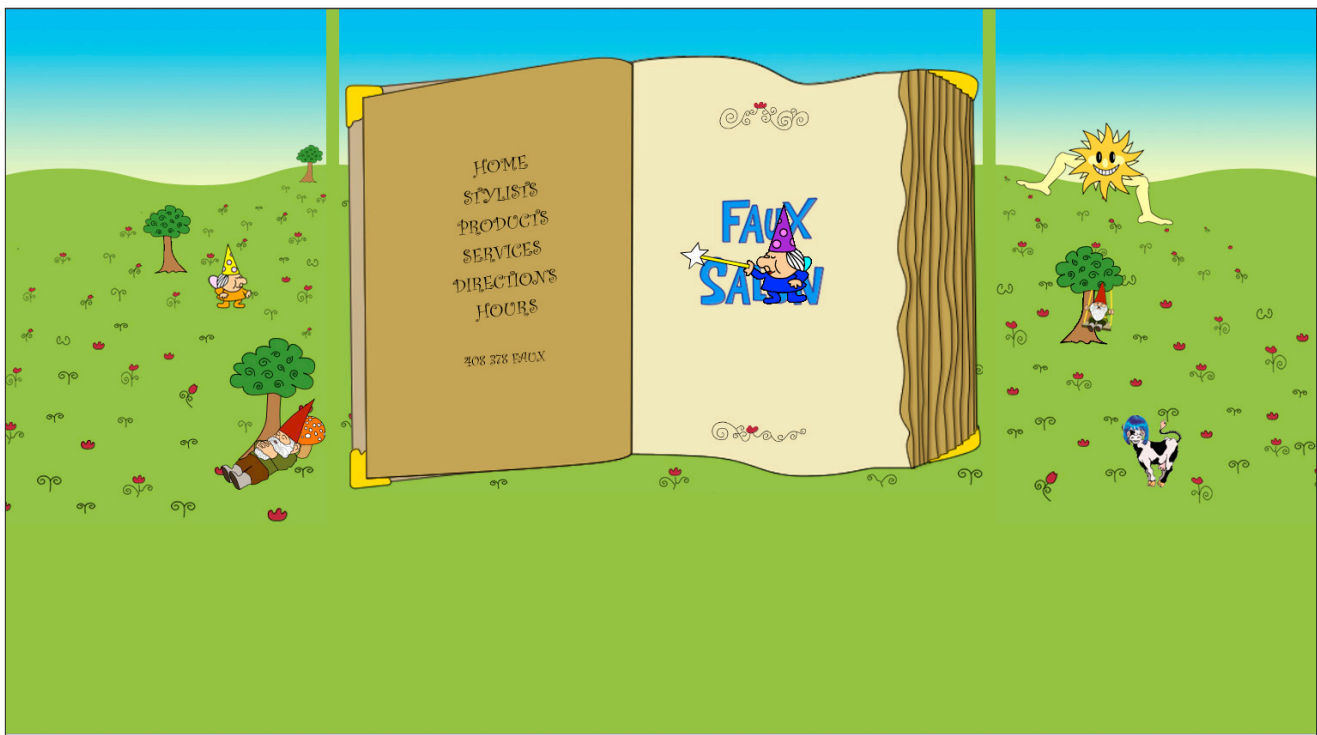 HOME
STYLISTS
PRODUCTS
SERVICES
DIRECTIONS
HOURS
408 378 FAUX
FAUX
SALON